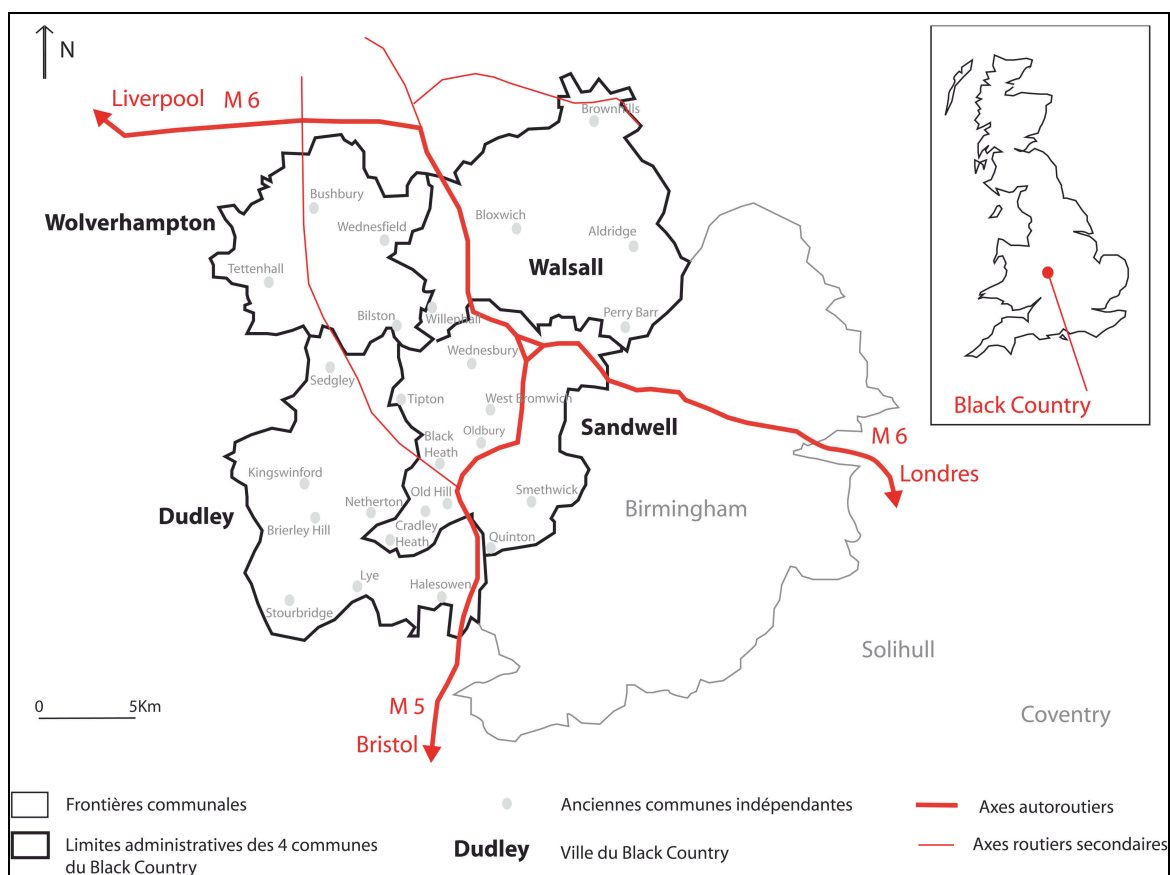 N
Liverpool M 6
Brownhills
Bushbury
Wolverhampton
Wednesfield
Bloxwich
Aldridge
Walsall
Tettenhall
Bilston
Willenhall
Perry Barr
Wednesbury
Sedgley
Tipton
West Bromwich
Sandwell
Oldbury
Black
Heath
Kingswinford
Netherton
Old Hill
Smethwick
Dudley
Brierley Hill
Cradley
Heath
Quinton
Lye
Halesowen
Stourbridge
Birmingham
M 6
Londres
Black Country
Solihull
Coventry
0 5Km
M 5
Bristol
Frontières communales
Anciennes communes indépendantes
Axes autoroutiers
Limites administratives des 4 communes
du Black Country
Dudley Ville du Black Country
Axes routiers secondaires